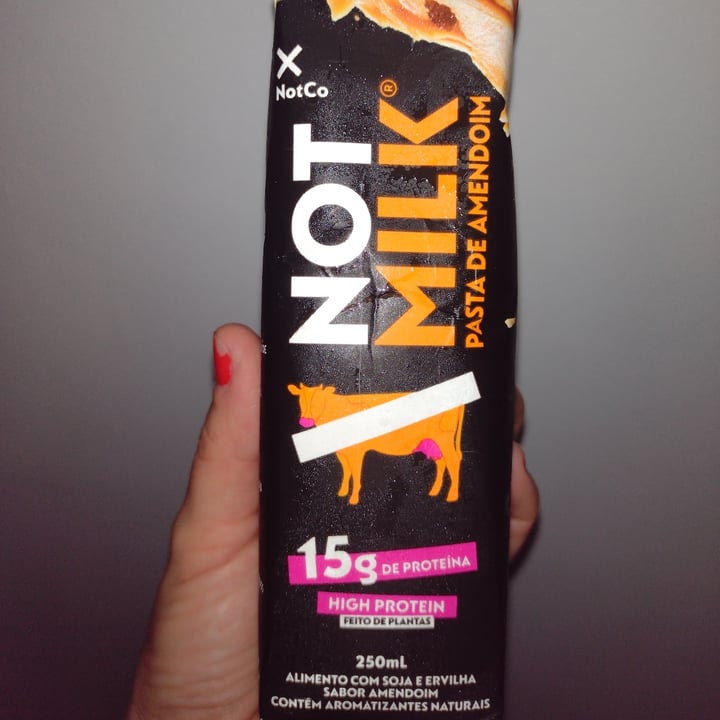 NotCo
NOT
MILK®
PASTA DE AMENDOIM
15g DE PROTEÍNA
HIGH PROTEIN
FEITO DE PLANTAS
250mL
ALIMENTO COM SOJA E ERVILHA
SABOR AMENDOIM
CONTÊM AROMATIZANTES NATURAIS